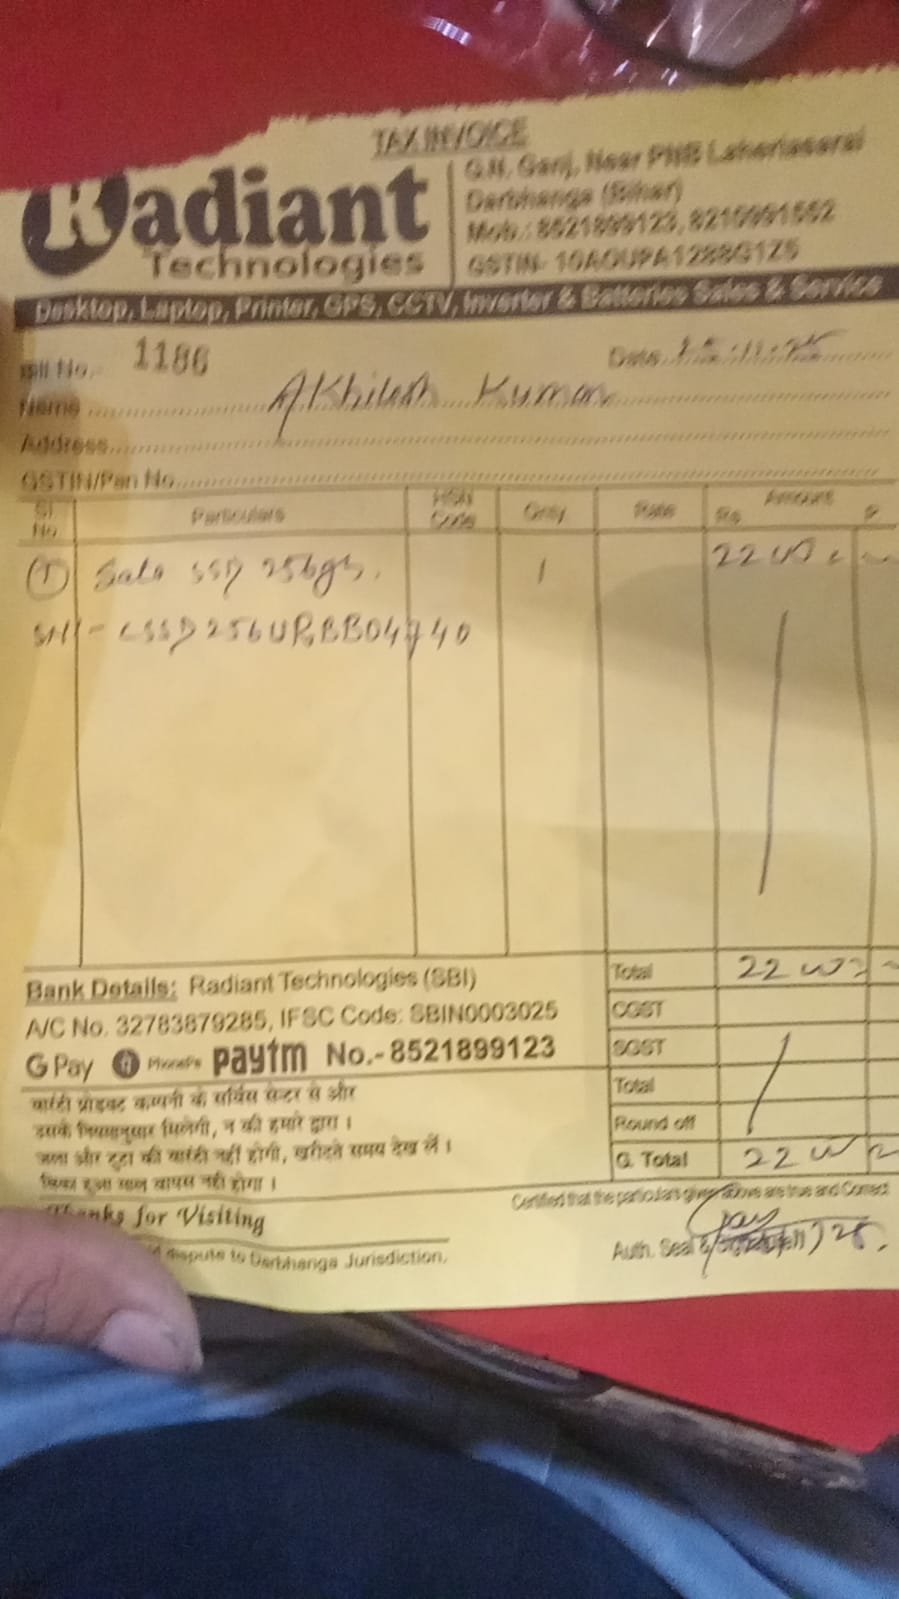 TAX INVOICE
Radiant
Technologies
G.N. Ganj, Near PNB Laheriasarai
Darbhanga (Bihar)
Mob.: 8521899123,
GSTIN-
Desktop, Laptop, Printer, GPS, CCTV, Inverter & Batteries Sales & Service
Bill No.- 1186
Date
Name Akhilesh Kumar
Address
GSTIN/Pan No.
Sl. No. Particulars HSN Code Qnty Rate Amount Rs. P.
(1) Sale SSD 256gb. 1 2200
Bank Details: Radiant Technologies (SBI)
A/C No. 32783879285, IFSC Code: SBIN0003025
G Pay PhonePe paytm No.-8521899123
Total 2200
CGST
SGST
Total
Round off
G. Total 2200
वारंटी प्रोडक्ट कम्पनी के सर्विस सेन्टर से और
उसके नियमानुसार मिलेगी, न की हमारे द्वारा ।
जला और टुटा की वारंटी नहीं होगी, खरीदते समय देख लें ।
बिका हुआ माल वापस नहीं होगा ।
Thanks for Visiting
dispute to Darbhanga Jurisdiction.
Certified that the particulars given above are true and Correct
Auth. Seal &